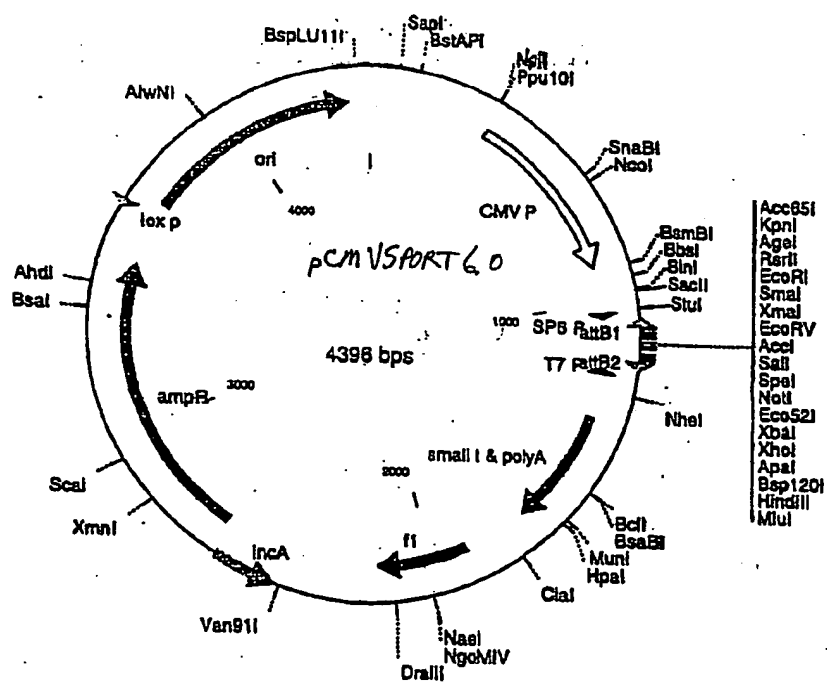 BspLU11I
SapI
BstAPI
NsiI
Ppu10I
AlwNI
SnaBI
NcoI
ori
4000
lox p
CMV P
BsmBI
BbsI
BlnI
SacII
StuI
AhdI
BsaI
pCMVSPORT 6.0
1000
SP6 P
attB1
T7 P
attB2
4396 bps
Acc65I
KpnI
AgeI
RsrII
EcoRI
SmaI
XmaI
EcoRV
AccI
SalI
SpeI
NotI
Eco52I
XbaI
XhoI
ApaI
Bsp120I
HindIII
MluI
3000
ampR
NheI
small t & polyA
2000
ScaI
XmnI
incA
f1
BclI
BsaBI
MunI
HpaI
ClaI
Van91I
NaeI
NgoMIV
DraIII